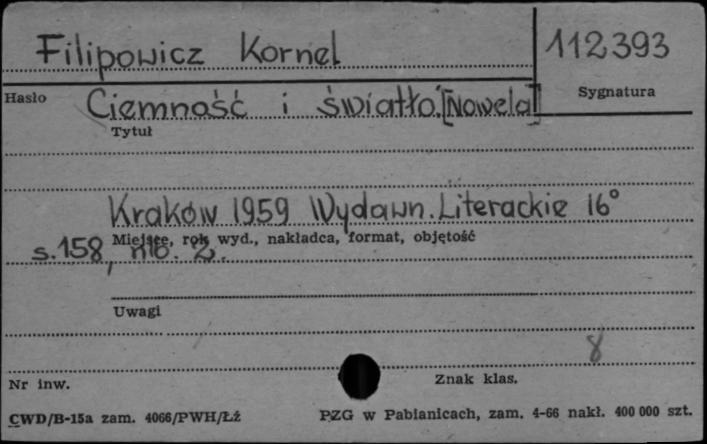 Filipowicz Kornel 112393
Hasło Sygnatura
Ciemność i światło. [Nowela]
Tytuł
Kraków 1959 Wydawn. Literackie 16°
Miejsce, rok wyd., nakładca, format, objętość
s. 158, nlb. 2.
Uwagi
8
Nr inw. Znak klas.
CWD/B-15a zam. 4066/PWH/Łż PZG w Pabianicach, zam. 4-66 nakł. 400 000 szt.